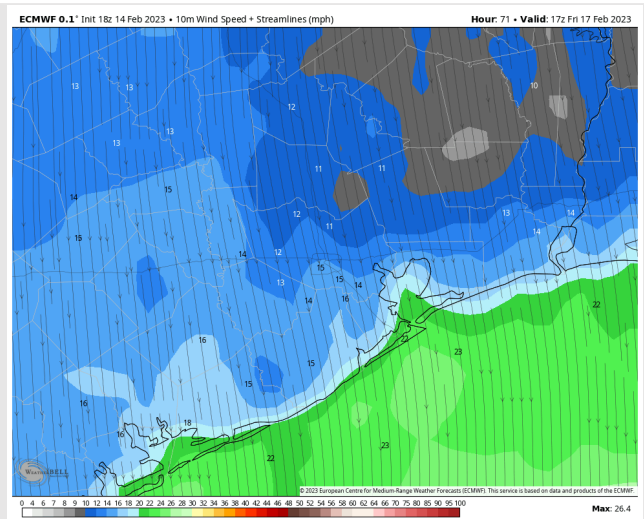 ECMWF 0.1° Init 18z 14 Feb 2023 • 10m Wind Speed + Streamlines (mph) Hour: 71 • Valid: 17z Fri 17 Feb 2023
13 13 12 10
13 13
11 11
14 15
12 13 14
15 11 14
14 12
15
13 15 14
14 16
16 22
22
23
15
15
16
16 18
23
22
WeatherBELL
© 2023 European Centre for Medium-Range Weather Forecasts (ECMWF). This service is based on data and products of the ECMWF.
0 4 6 7 8 9 10 12 14 16 18 20 22 24 26 28 30 32 34 36 38 40 42 44 46 48 50 52 54 56 58 60 62 64 66 68 70 75 80 85 90 95 100
Max: 26.4